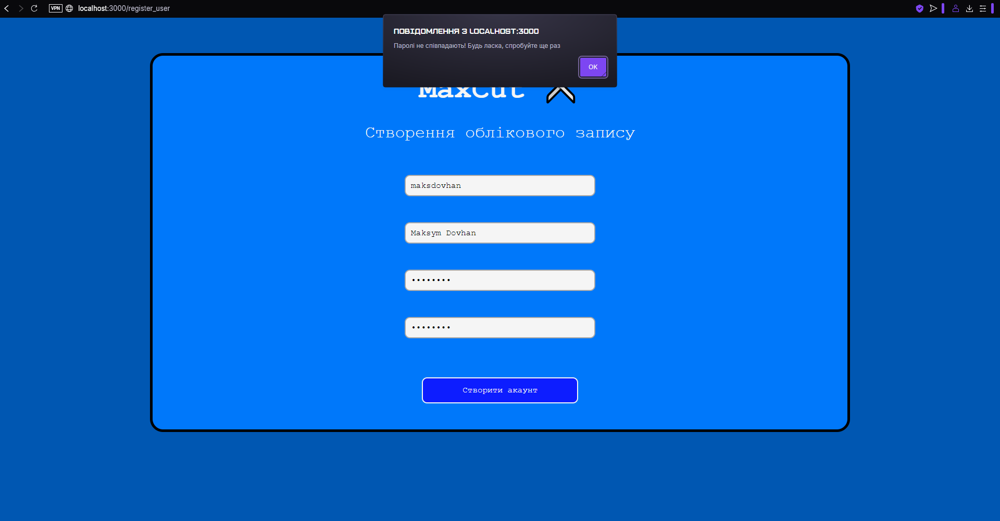 VPN
localhost:3000/register_user
ПОВІДОМЛЕННЯ З LOCALHOST:3000
Паролі не співпадають! Будь ласка, спробуйте ще раз
OK
MaxCut
Створення облікового запису
maksdovhan
Maksym Dovhan
••••••••
••••••••
Створити акаунт